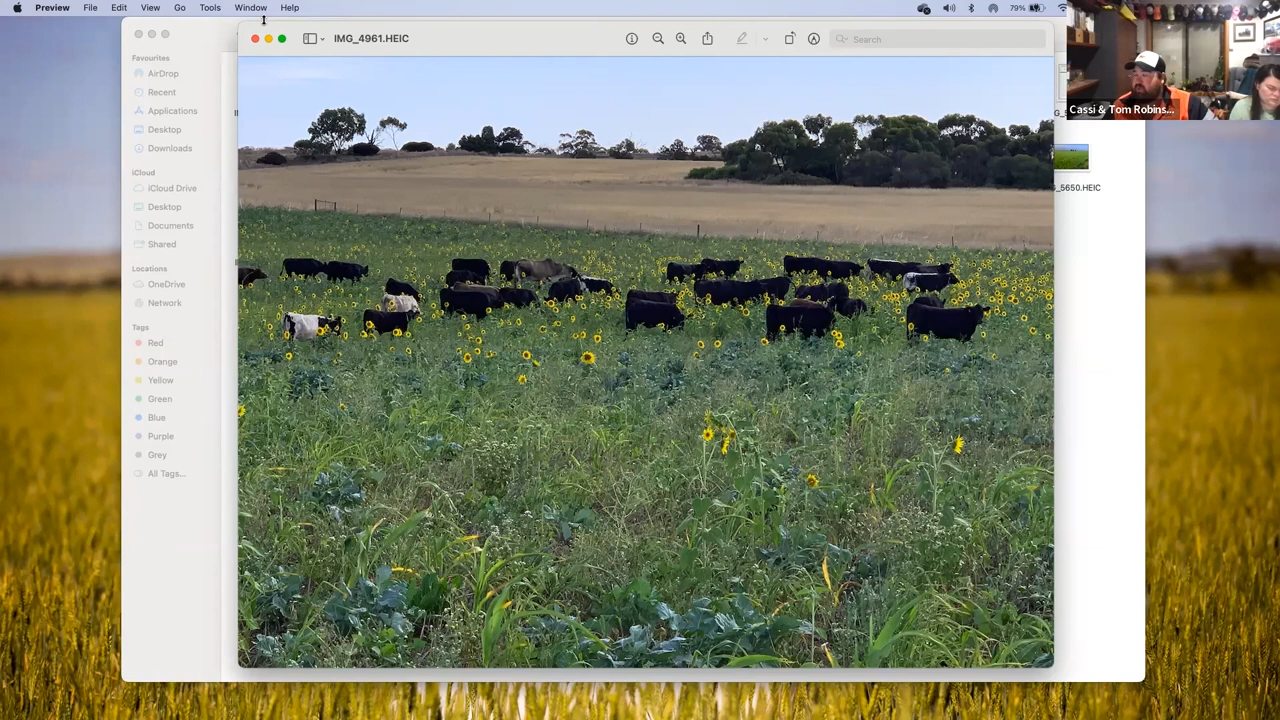 Preview File Edit View Go Tools Window Help
79%
IMG_4961.HEIC
Search
Cassi & Tom Robins...
Favourites
AirDrop
Recent
Applications
Desktop
Downloads
iCloud
iCloud Drive
Desktop
Documents
Shared
Locations
OneDrive
Network
Tags
Red
Orange
Yellow
Green
Blue
Purple
Grey
All Tags...
_5650.HEIC